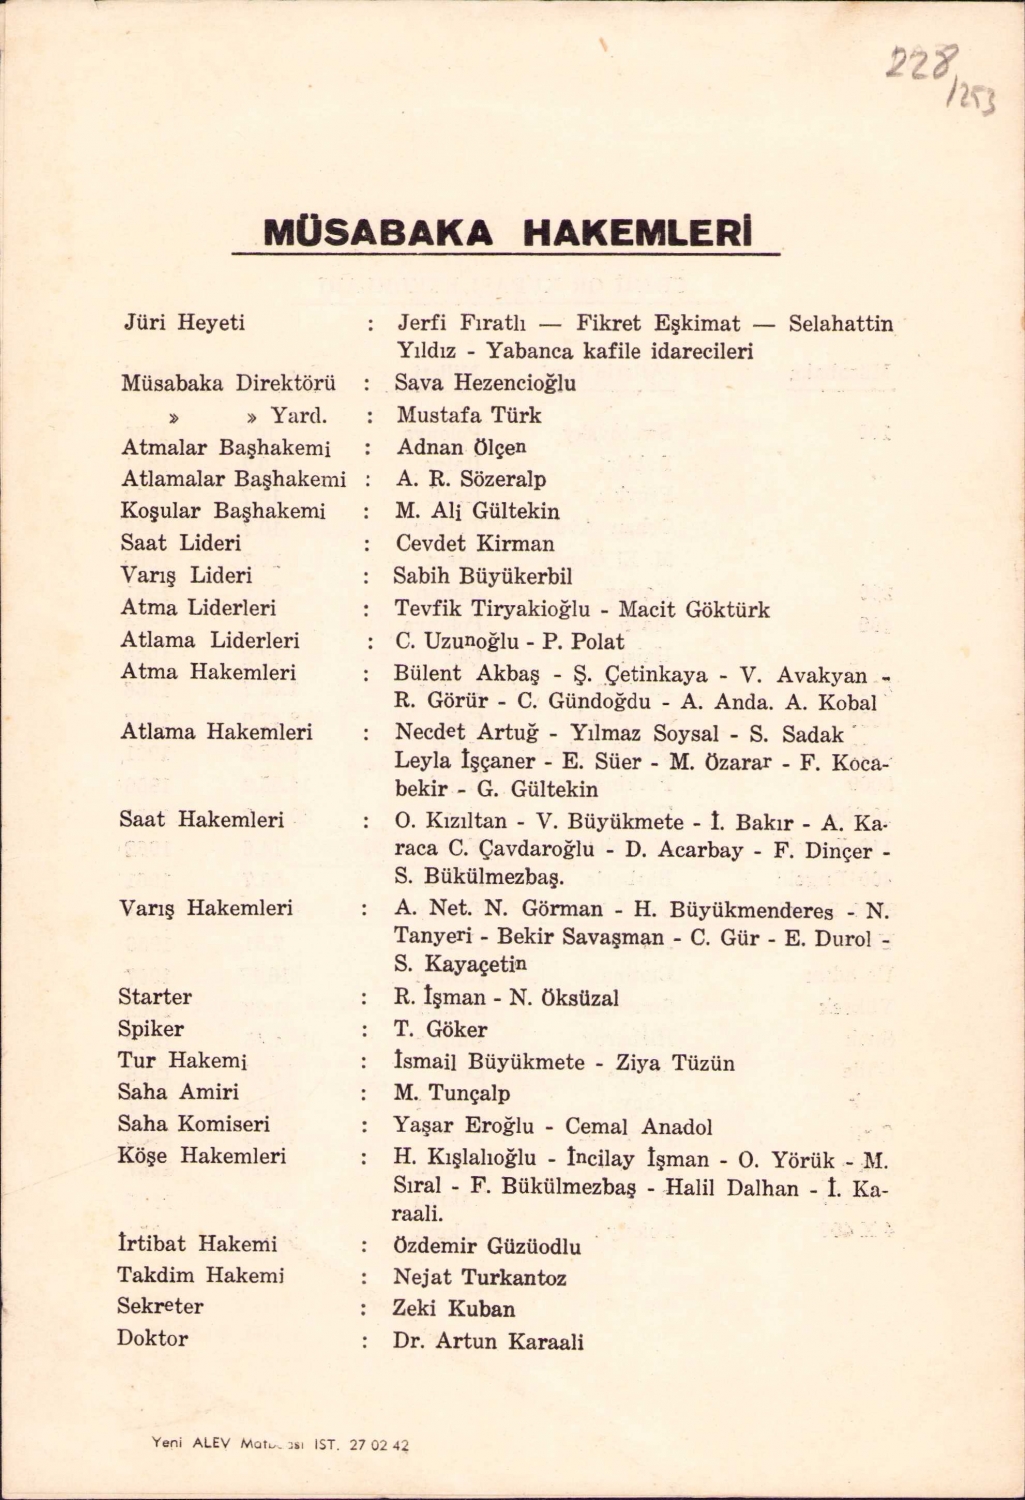 228
/253
MÜSABAKA HAKEMLERİ
Jüri Heyeti : Jerfi Fıratlı — Fikret Eşkimat — Selahattin
Yıldız - Yabanca kafile idarecileri
Müsabaka Direktörü : Sava Hezencioğlu
» » Yard. : Mustafa Türk
Atmalar Başhakemi : Adnan Ölçen
Atlamalar Başhakemi : A. R. Sözeralp
Koşular Başhakemi : M. Ali Gültekin
Saat Lideri : Cevdet Kirman
Varış Lideri : Sabih Büyükerbil
Atma Liderleri : Tevfik Tiryakioğlu - Macit Göktürk
Atlama Liderleri : C. Uzunoğlu - P. Polat
Atma Hakemleri : Bülent Akbaş - Ş. Çetinkaya - V. Avakyan -
R. Görür - C. Gündoğdu - A. Anda. A. Kobal
Atlama Hakemleri : Necdet Artuğ - Yılmaz Soysal - S. Sadak
Leyla İşçaner - E. Süer - M. Özarar - F. Koca-
bekir - G. Gültekin
Saat Hakemleri : O. Kızıltan - V. Büyükmete - İ. Bakır - A. Ka-
raca C. Çavdaroğlu - D. Acarbay - F. Dinçer -
S. Bükülmezbaş.
Varış Hakemleri : A. Net. N. Görman - H. Büyükmenderes - N.
Tanyeri - Bekir Savaşman - C. Gür - E. Durol -
S. Kayaçetin
Starter : R. İşman - N. Öksüzal
Spiker : T. Göker
Tur Hakemi : İsmail Büyükmete - Ziya Tüzün
Saha Amiri : M. Tunçalp
Saha Komiseri : Yaşar Eroğlu - Cemal Anadol
Köşe Hakemleri : H. Kışlalıoğlu - İncilay İşman - O. Yörük - M.
Sıral - F. Bükülmezbaş - Halil Dalhan - İ. Ka-
raali.
İrtibat Hakemi : Özdemir Güzüodlu
Takdim Hakemi : Nejat Turkantoz
Sekreter : Zeki Kuban
Doktor : Dr. Artun Karaali
Yeni ALEV IST. 27 02 42